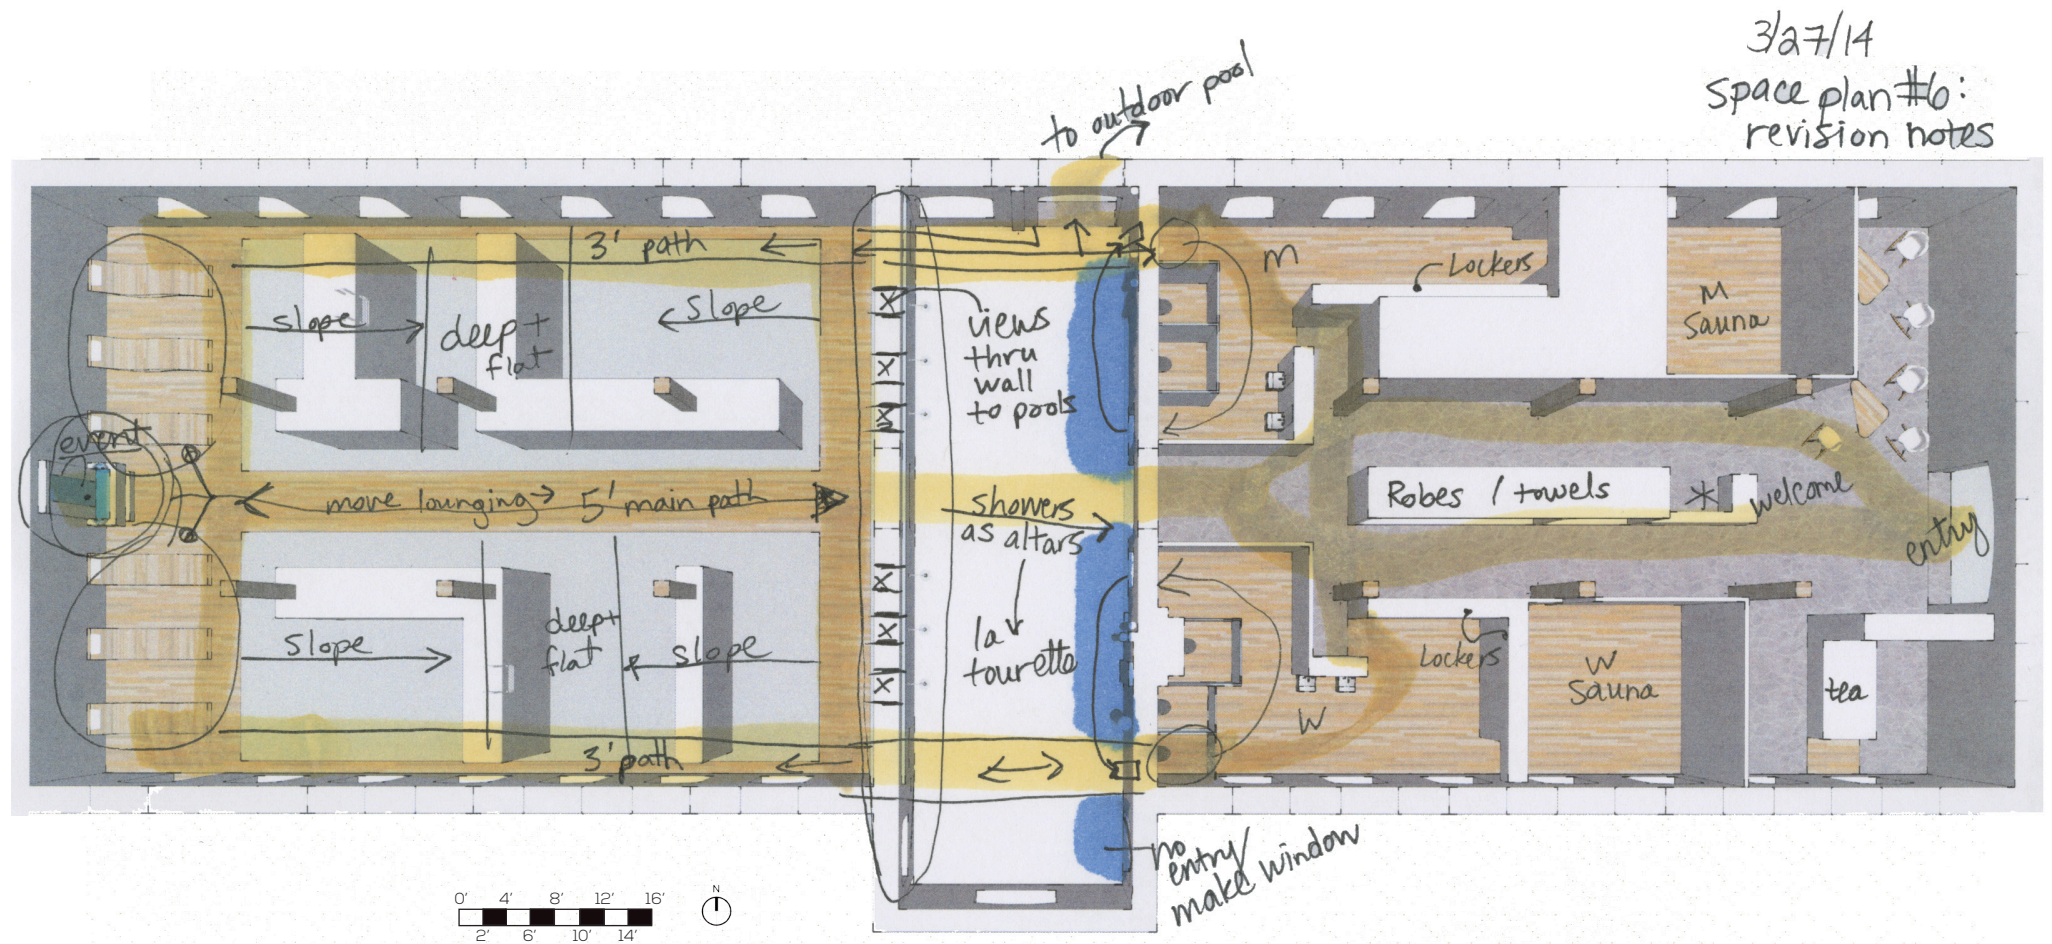 3/27/14
space plan #6:
revision notes
to outdoor pool
3' path
M
Lockers
slope
deep +
flat
slope
views
thru
wall
to pools
M
Sauna
event
move lounging → 5' main path
showers
as altars
Robes / towels
welcome
entry
la
tourette
slope
deep +
flat
slope
Lockers
W
Sauna
tea
W
3' path
no
entry/
make window
0' 4' 8' 12' 16'
2' 6' 10' 14'
N